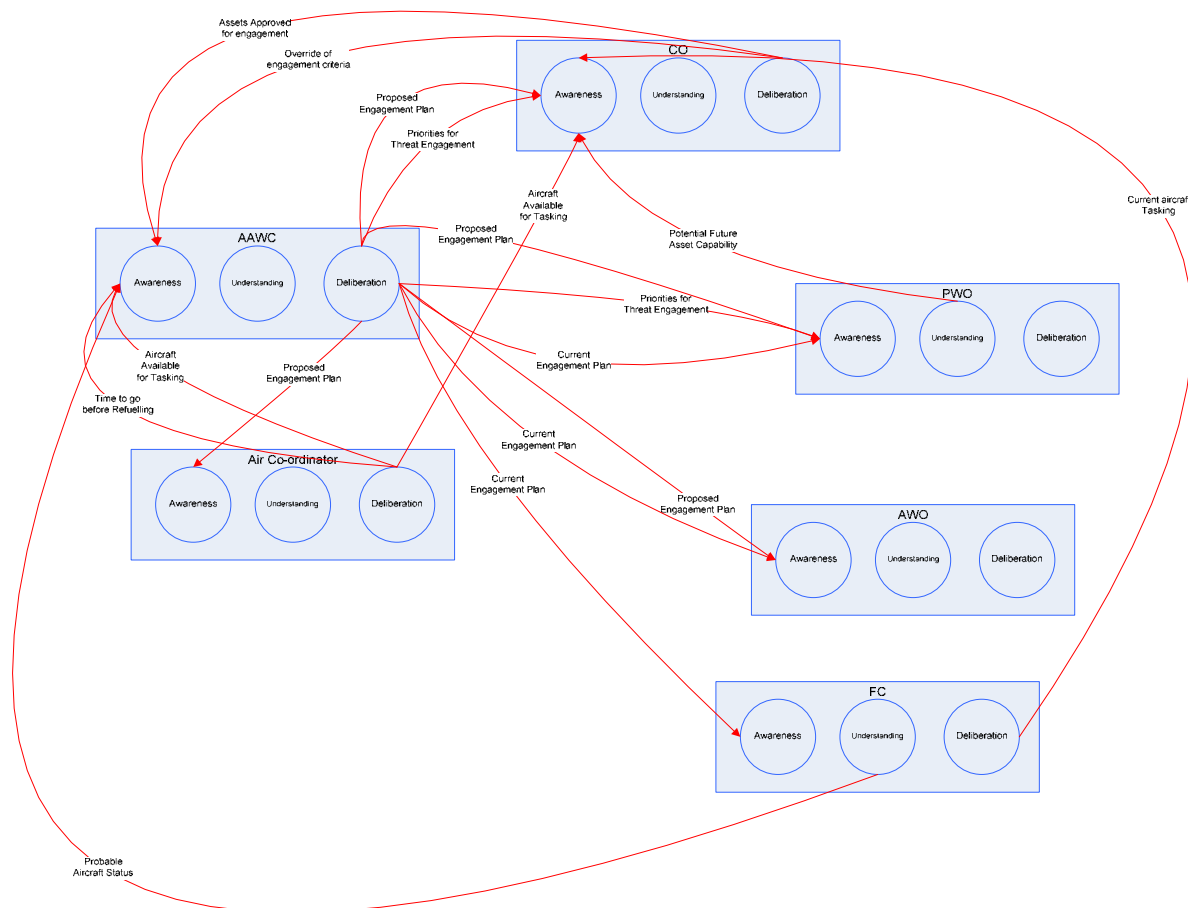 Assets Approved
for engagement
Override of
engagement criteria
CO
Awareness
Understanding
Deliberation
Proposed
Engagement Plan
Priorities for
Threat Engagement
Aircraft
Available
for Tasking
Current aircraft
Tasking
AAWC
Awareness
Understanding
Deliberation
Proposed
Engagement Plan
Potential Future
Asset Capability
Priorities for
Threat Engagement
PWO
Awareness
Understanding
Deliberation
Aircraft
Available
for Tasking
Proposed
Engagement Plan
Current
Engagement Plan
Time to go
before Refuelling
Current
Engagement Plan
Air Co-ordinator
Awareness
Understanding
Deliberation
Current
Engagement Plan
Proposed
Engagement Plan
AWO
Awareness
Understanding
Deliberation
FC
Awareness
Understanding
Deliberation
Probable
Aircraft Status